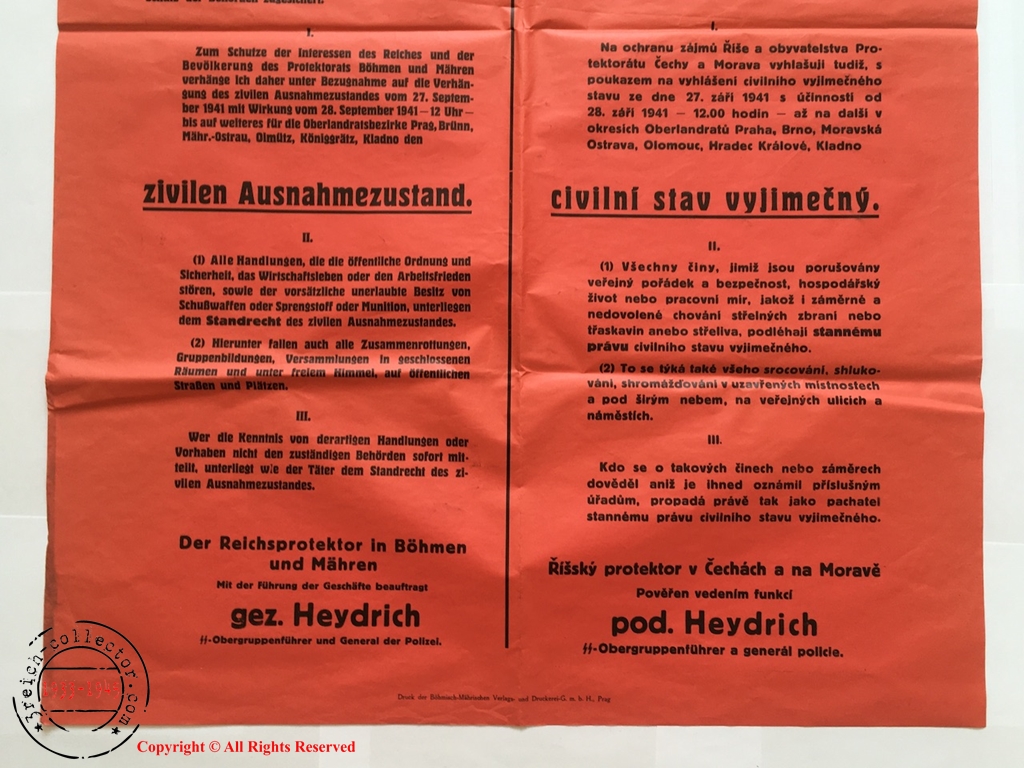 Schutz der Behörden zugesichert.
I.
Zum Schutze der Interessen des Reiches und der
Bevölkerung des Protektorats Böhmen und Mähren
verhänge ich daher unter Bezugnahme auf die Verhän-
gung des zivilen Ausnahmezustandes vom 27. Septem-
ber 1941 mit Wirkung vom 28. September 1941 — 12 Uhr —
bis auf weiteres für die Oberlandratsbezirke Prag, Brünn,
Mähr.-Ostrau, Olmütz, Königgrätz, Kladno den
zivilen Ausnahmezustand.
II.
(1) Alle Handlungen, die die öffentliche Ordnung und
Sicherheit, das Wirtschaftsleben oder den Arbeitsfrieden
stören, sowie der vorsätzliche unerlaubte Besitz von
Schußwaffen oder Sprengstoff oder Munition, unterliegen
dem Standrecht des zivilen Ausnahmezustandes.
(2) Hierunter fallen auch alle Zusammenrottungen,
Gruppenbildungen, Versammlungen in geschlossenen
Räumen und unter freiem Himmel, auf öffentlichen
Straßen und Plätzen.
III.
Wer die Kenntnis von derartigen Handlungen oder
Vorhaben nicht den zuständigen Behörden sofort mit-
teilt, unterliegt wie der Täter dem Standrecht des zi-
vilen Ausnahmezustandes.
Der Reichsprotektor in Böhmen
und Mähren
Mit der Führung der Geschäfte beauftragt
gez. Heydrich
ᛋᛋ-Obergruppenführer und General der Polizei.
I.
Na ochranu zájmů Říše a obyvatelstva Pro-
tektorátu Čechy a Morava vyhlašuji tudíž, s
poukazem na vyhlášení civilního vyjimečného
stavu ze dne 27. září 1941 s účinností od
28. září 1941 — 12.00 hodin — až na další v
okresích Oberlandratů Praha, Brno, Moravská
Ostrava, Olomouc, Hradec Králové, Kladno
civilní stav vyjimečný.
II.
(1) Všechny činy, jimiž jsou porušovány
veřejný pořádek a bezpečnost, hospodářský
život nebo pracovní mír, jakož i záměrné a
nedovolené chování střelných zbraní nebo
třaskavin anebo střeliva, podléhají stannému
právu civilního stavu vyjimečného.
(2) To se týká také všeho srocování, shluko-
vání, shromažďování v uzavřených místnostech
a pod širým nebem, na veřejných ulicích a
náměstích.
III.
Kdo se o takových činech nebo záměrech
dověděl aniž je ihned oznámil příslušným
úřadům, propadá právě tak jako pachatel
stannému právu civilního stavu vyjimečného.
Říšský protektor v Čechách a na Moravě
Pověřen vedením funkcí
pod. Heydrich
ᛋᛋ-Obergruppenführer a generál policie.
Druck der Böhmisch-Mährischen Verlags- und Druckerei-G. m. b. H., Prag
3reich-collector.com
1933-1945
Copyright © All Rights Reserved